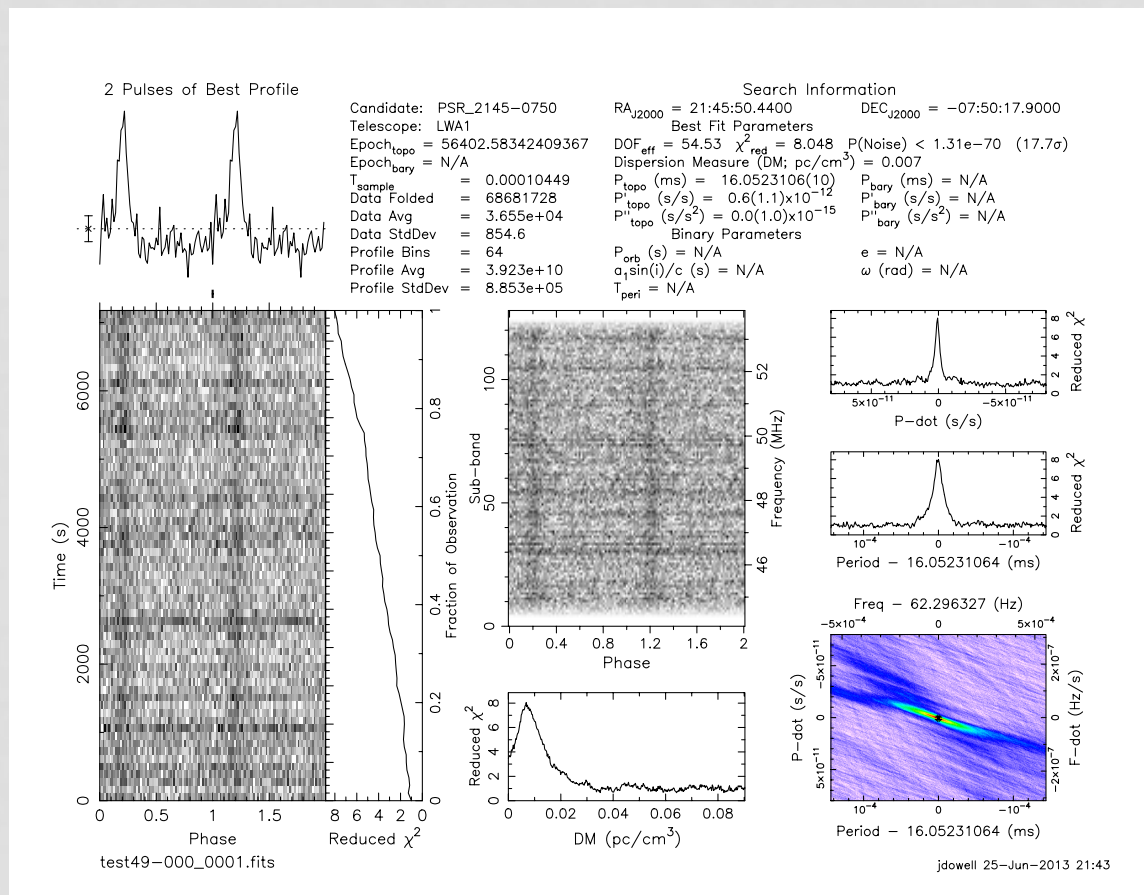 2 Pulses of Best Profile
Search Information
Candidate: PSR_2145-0750
Telescope: LWA1
Epoch_topo = 56402.58342409367
Epoch_bary = N/A
T_sample = 0.00010449
Data Folded = 68681728
Data Avg = 3.655e+04
Data StdDev = 854.6
Profile Bins = 64
Profile Avg = 3.923e+10
Profile StdDev = 8.853e+05
RA_J2000 = 21:45:50.4400
DEC_J2000 = -07:50:17.9000
Best Fit Parameters
DOF_eff = 54.53 χ²_red = 8.048 P(Noise) < 1.31e-70 (17.7σ)
Dispersion Measure (DM; pc/cm³) = 0.007
P_topo (ms) = 16.0523106(10)
P_bary (ms) = N/A
P'_topo (s/s) = 0.6(1.1)x10⁻¹²
P'_bary (s/s) = N/A
P''_topo (s/s²) = 0.0(1.0)x10⁻¹⁵
P''_bary (s/s²) = N/A
Binary Parameters
P_orb (s) = N/A
e = N/A
a₁sin(i)/c (s) = N/A
ω (rad) = N/A
T_peri = N/A
Time (s)
0 2000 4000 6000
0 0.5 1 1.5
Phase
8 6 4 2 0
Reduced χ²
0 0.2 0.4 0.6 0.8 1
Fraction of Observation
Sub-band
0 50 100
46 48 50 52
Frequency (MHz)
0 0.4 0.8 1.2 1.6 2
Phase
Reduced χ²
0 2 4 6 8
0 0.02 0.04 0.06 0.08
DM (pc/cm³)
0 2 4 6 8
Reduced χ²
5×10⁻¹¹ 0 -5×10⁻¹¹
P-dot (s/s)
0 2 4 6 8
Reduced χ²
10⁻⁴ 0 -10⁻⁴
Period - 16.05231064 (ms)
Freq - 62.296327 (Hz)
-5×10⁻⁴ 0 5×10⁻⁴
P-dot (s/s)
5×10⁻¹¹ 0 -5×10⁻¹¹
-2×10⁻⁷ 0 2×10⁻⁷
F-dot (Hz/s)
10⁻⁴ 0 -10⁻⁴
Period - 16.05231064 (ms)
test49-000_0001.fits
jdowell 25-Jun-2013 21:43